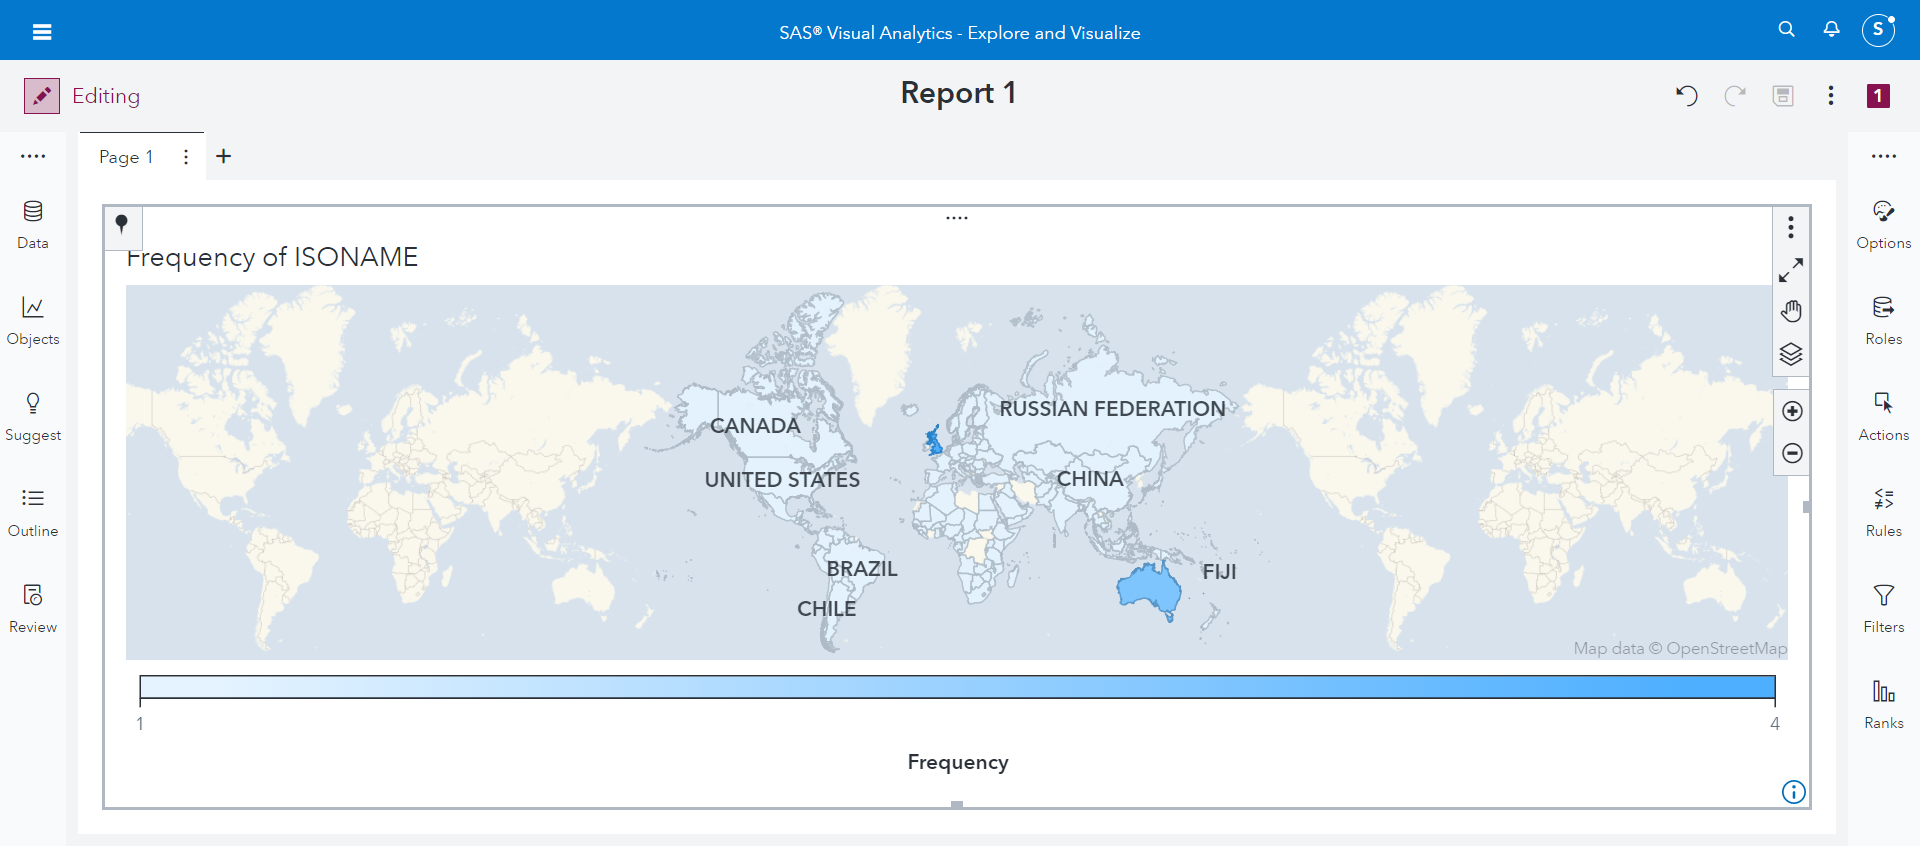 SAS® Visual Analytics - Explore and Visualize
S
Editing
Report 1
1
Page 1
Data
Objects
Suggest
Outline
Review
Frequency of ISONAME
CANADA
RUSSIAN FEDERATION
UNITED STATES
CHINA
BRAZIL
FIJI
CHILE
Map data © OpenStreetMap
1
4
Frequency
Options
Roles
Actions
Rules
Filters
Ranks